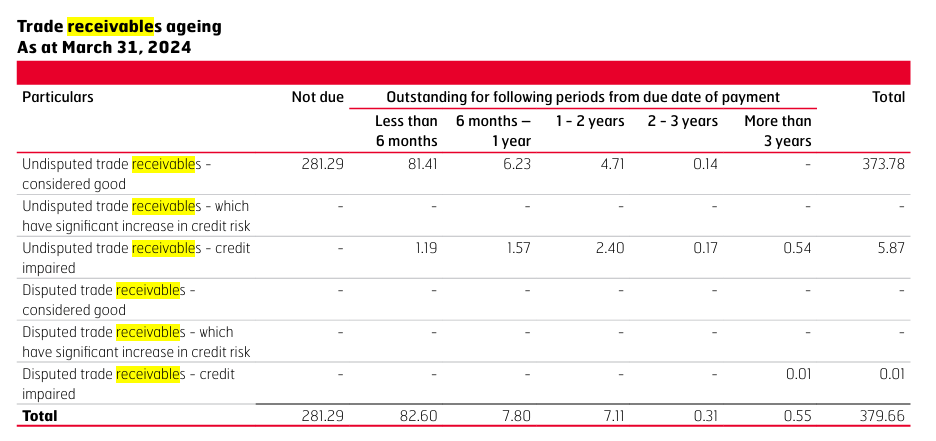 Trade receivables ageing
As at March 31, 2024
Particulars Not due Outstanding for following periods from due date of payment Total
Less than 6 months – 1 – 2 years 2 – 3 years More than
6 months 1 year 3 years
Undisputed trade receivables – 281.29 81.41 6.23 4.71 0.14 – 373.78
considered good
Undisputed trade receivables – which – – – – – – –
have significant increase in credit risk
Undisputed trade receivables – credit – 1.19 1.57 2.40 0.17 0.54 5.87
impaired
Disputed trade receivables – – – – – – – –
considered good
Disputed trade receivables – which – – – – – – –
have significant increase in credit risk
Disputed trade receivables – credit – – – – – 0.01 0.01
impaired
Total 281.29 82.60 7.80 7.11 0.31 0.55 379.66